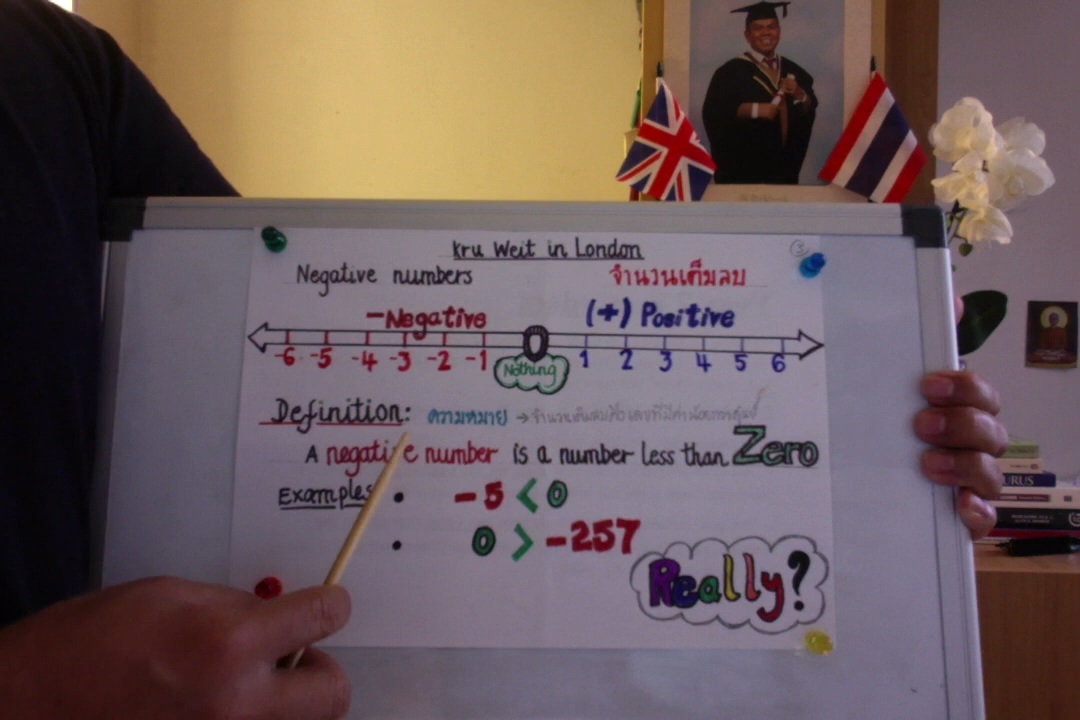 Kru Weit in London
③
Negative numbers จำนวนเต็มลบ
-Negative (+) Positive
-6 -5 -4 -3 -2 -1 0 1 2 3 4 5 6
Nothing
Definition: ความหมาย → จำนวนเต็มลบคือ เลขที่มีค่าน้อยกว่าศูนย์
A negative number is a number less than Zero
Examples • -5 < 0
• 0 > -257
Really?
URUS